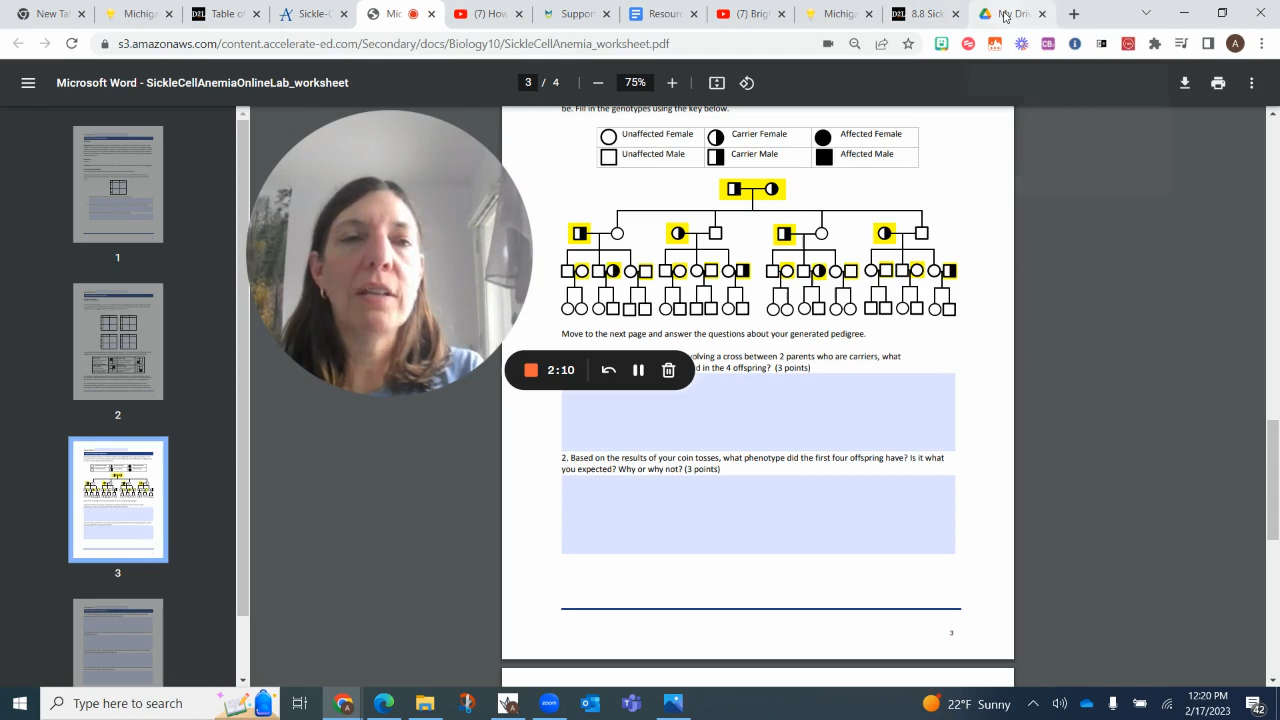 New Tab
Michig
Table of
Sickle-C
Mic
(7) How
Support
Resourc
(7) Brig
Michiga
D2L
8.8 Sick
My Driv
s3.amazonaws.com/
ed.com/Secondary/docs/Biology10/SickleCellAnemia_worksheet.pdf
A
Microsoft Word - SickleCellAnemiaOnlineLab_worksheet
3 / 4
75%
be. Fill in the genotypes using the key below.
Unaffected Female Carrier Female Affected Female
Unaffected Male Carrier Male Affected Male
Move to the next page and answer the questions about your generated pedigree.
volving a cross between 2 parents who are carriers, what
d in the 4 offspring? (3 points)
2:10
2. Based on the results of your coin tosses, what phenotype did the first four offspring have? Is it what
you expected? Why or why not? (3 points)
3
1
2
3
Type here to search
zoom
22°F Sunny
12:20 PM
2/17/2023
42